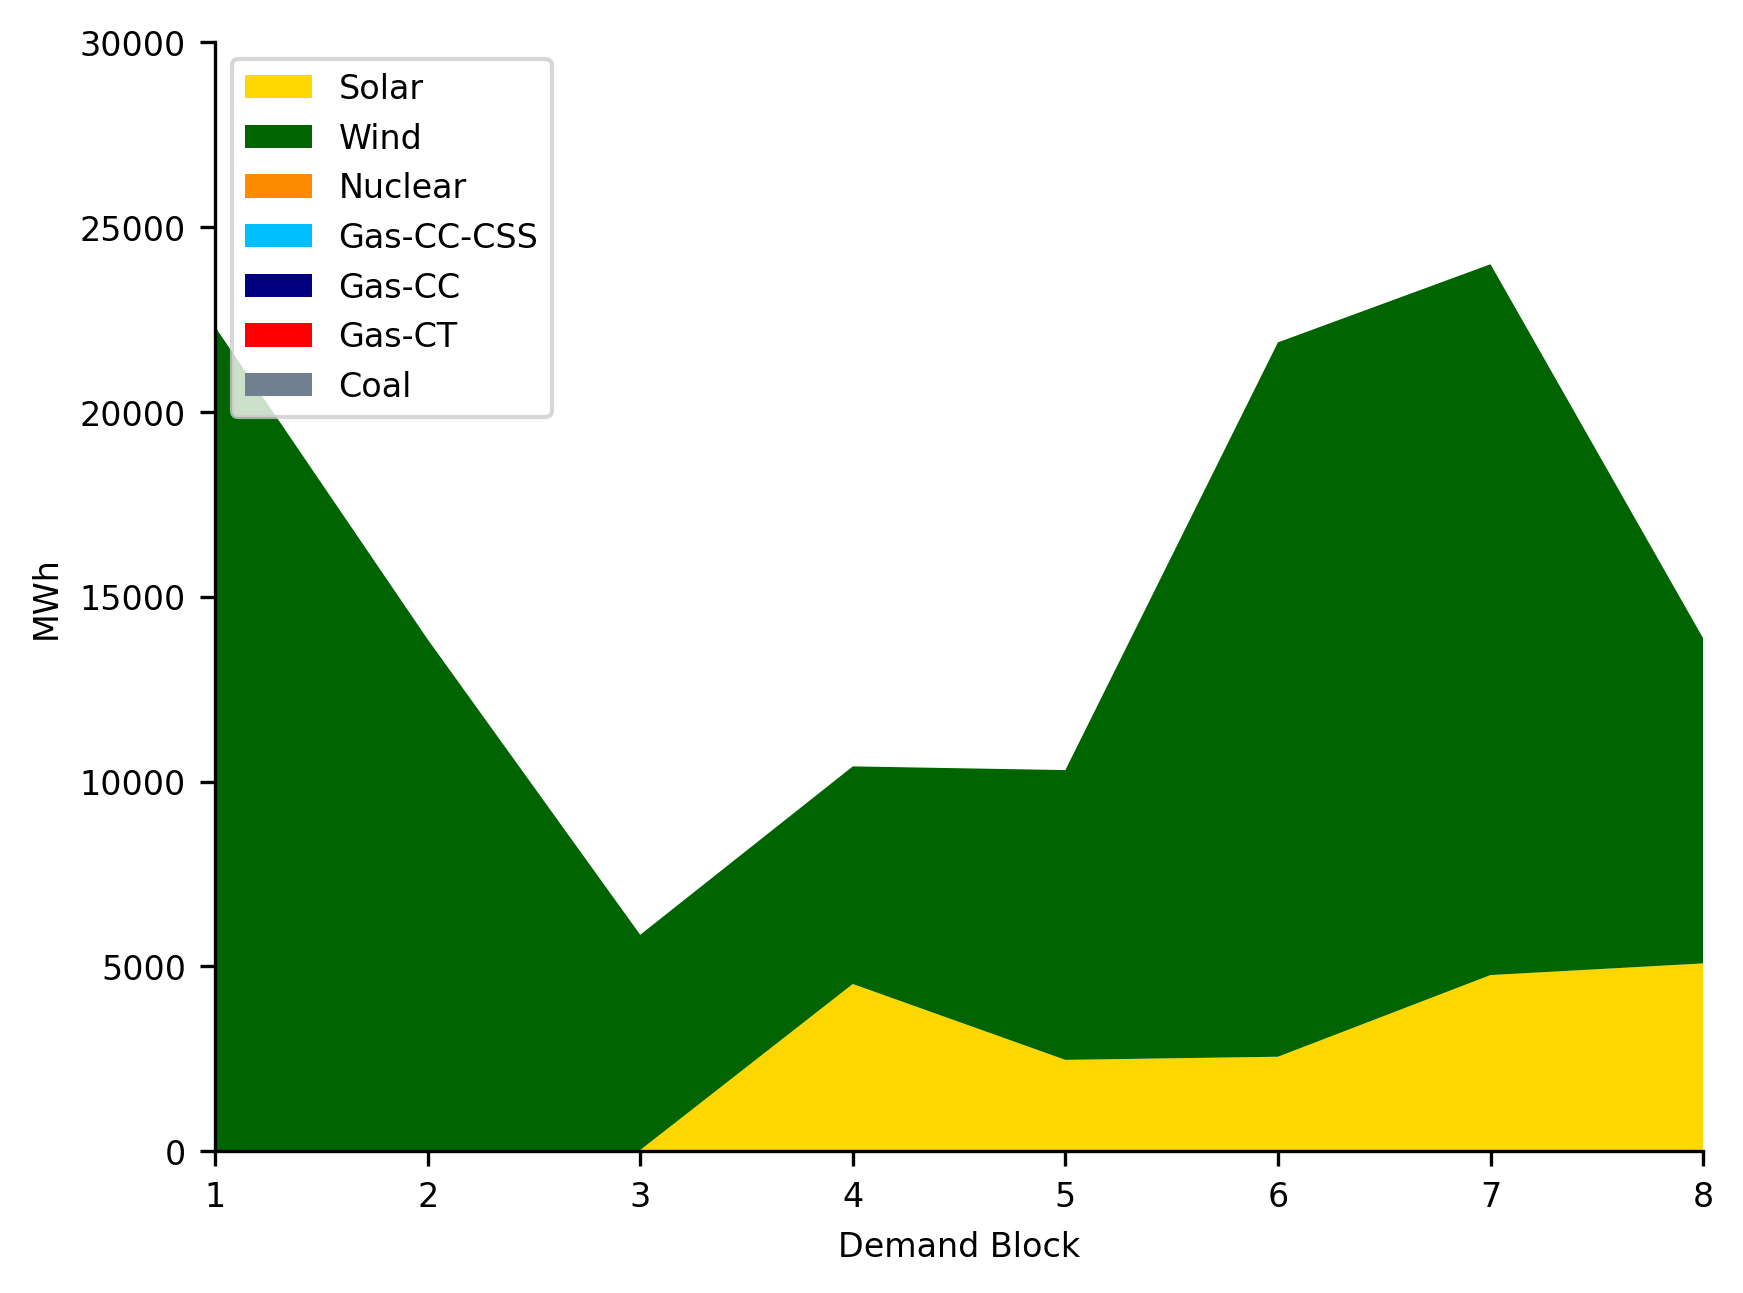 30000
25000
20000
15000
10000
5000
0
MWh
Solar
Wind
Nuclear
Gas-CC-CSS
Gas-CC
Gas-CT
Coal
1 2 3 4 5 6 7 8
Demand Block